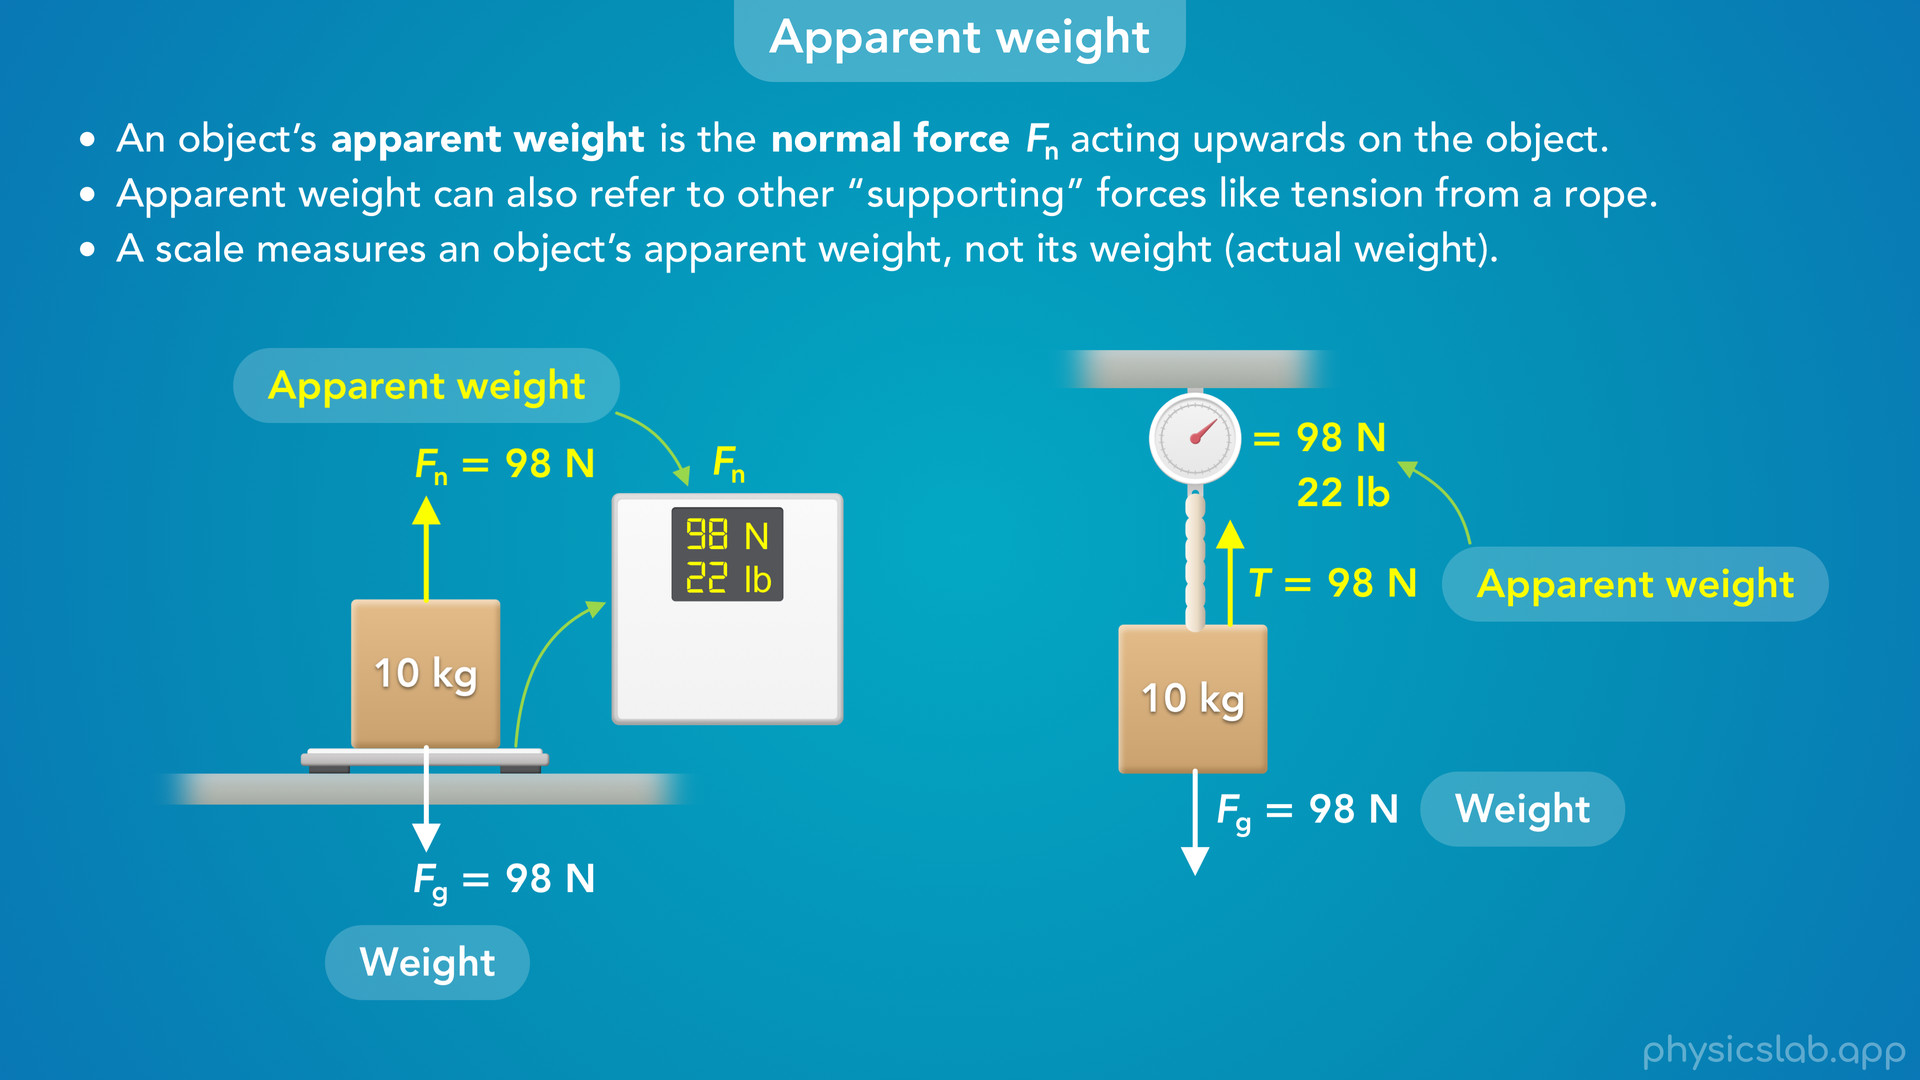 Apparent weight
• An object’s apparent weight is the normal force Fn acting upwards on the object.
• Apparent weight can also refer to other “supporting” forces like tension from a rope.
• A scale measures an object’s apparent weight, not its weight (actual weight).
Apparent weight
Fn = 98 N
Fn
98 N
22 lb
10 kg
Fg = 98 N
Weight
= 98 N
22 lb
T = 98 N
Apparent weight
10 kg
Fg = 98 N
Weight
physicslab.app